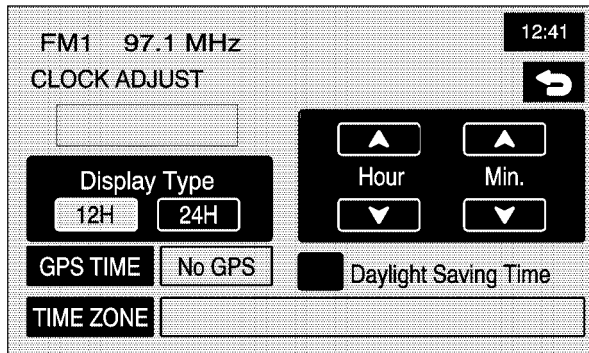 FM1 97.1 MHz
12:41
CLOCK ADJUST
Display Type
12H 24H
Hour Min.
GPS TIME No GPS
Daylight Saving Time
TIME ZONE